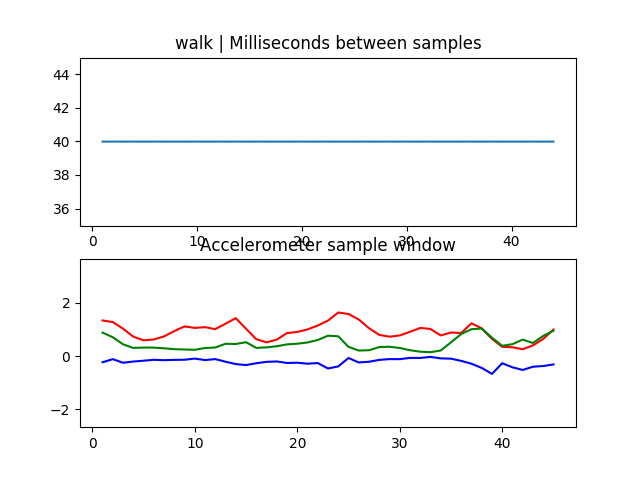 walk | Milliseconds between samples
44
42
40
38
36
0 10 20 30 40
Accelerometer sample window
2
0
−2
0 10 20 30 40